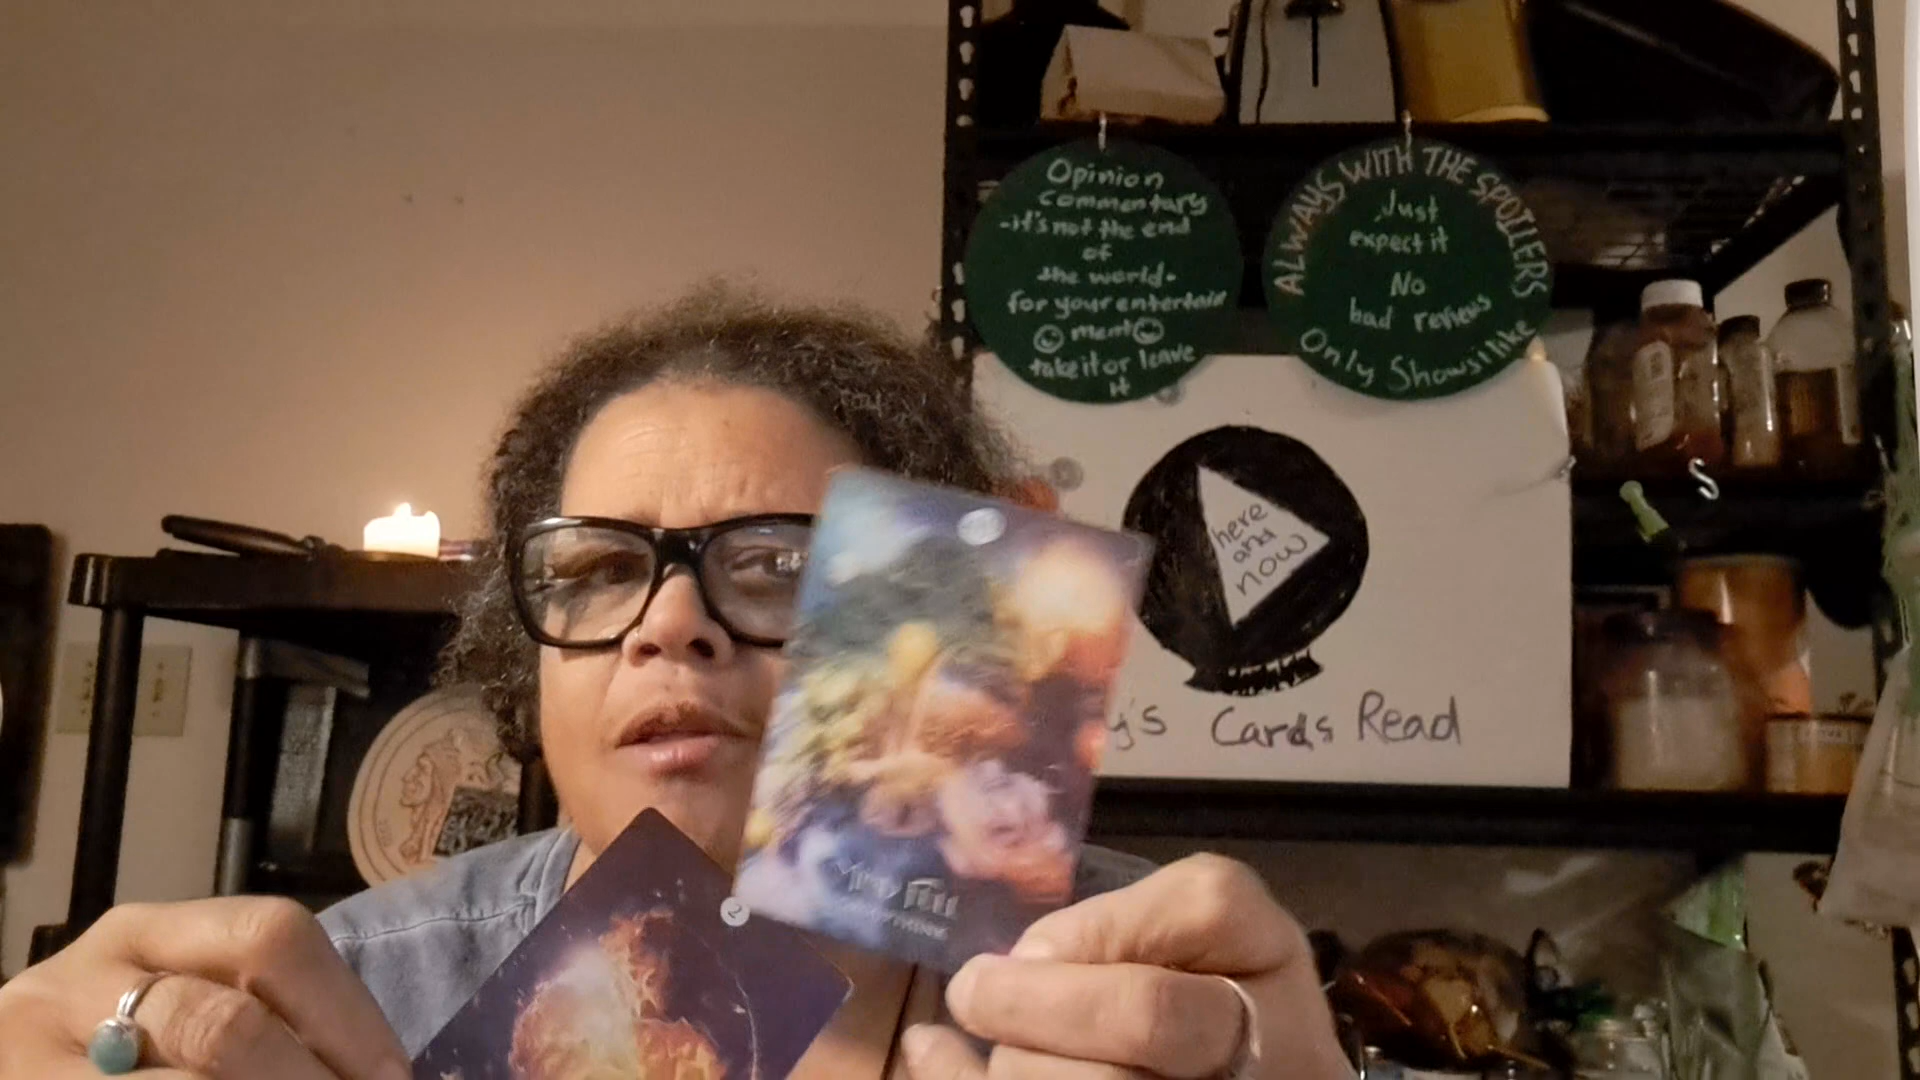 Opinion
Commentary
-it's not the end
of
the world.
for your entertain
ment
take it or leave
it
ALWAYS WITH THE SPOILERS
Just
expect it
No
bad reviews
Only Shows i like
here
and
now
y's Cards Read
2